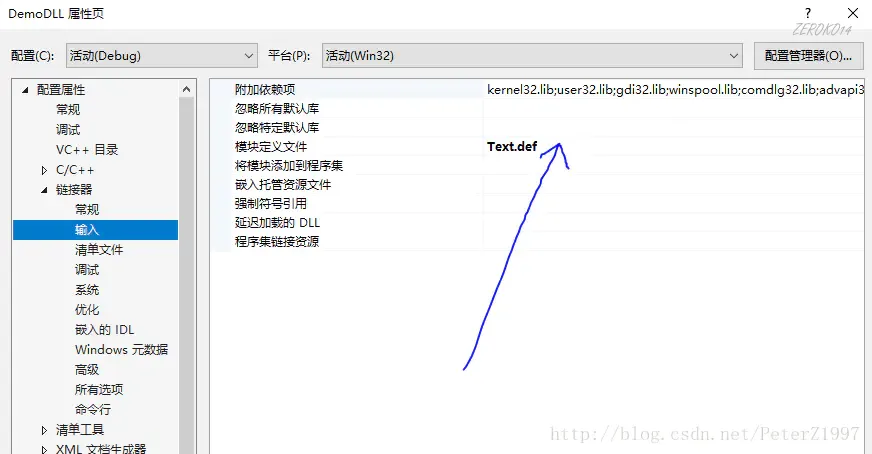 DemoDLL 属性页
? ×
ZEROKO14
配置(C): 活动(Debug) 平台(P): 活动(Win32) 配置管理器(O)...
配置属性
常规
调试
VC++ 目录
C/C++
链接器
常规
输入
清单文件
调试
系统
优化
嵌入的 IDL
Windows 元数据
高级
所有选项
命令行
清单工具
XML 文档生成器
附加依赖项 kernel32.lib;user32.lib;gdi32.lib;winspool.lib;comdlg32.lib;advapi3
忽略所有默认库
忽略特定默认库
模块定义文件 Text.def
将模块添加到程序集
嵌入托管资源文件
强制符号引用
延迟加载的 DLL
程序集链接资源
http://blog.csdn.net/PeterZ1997